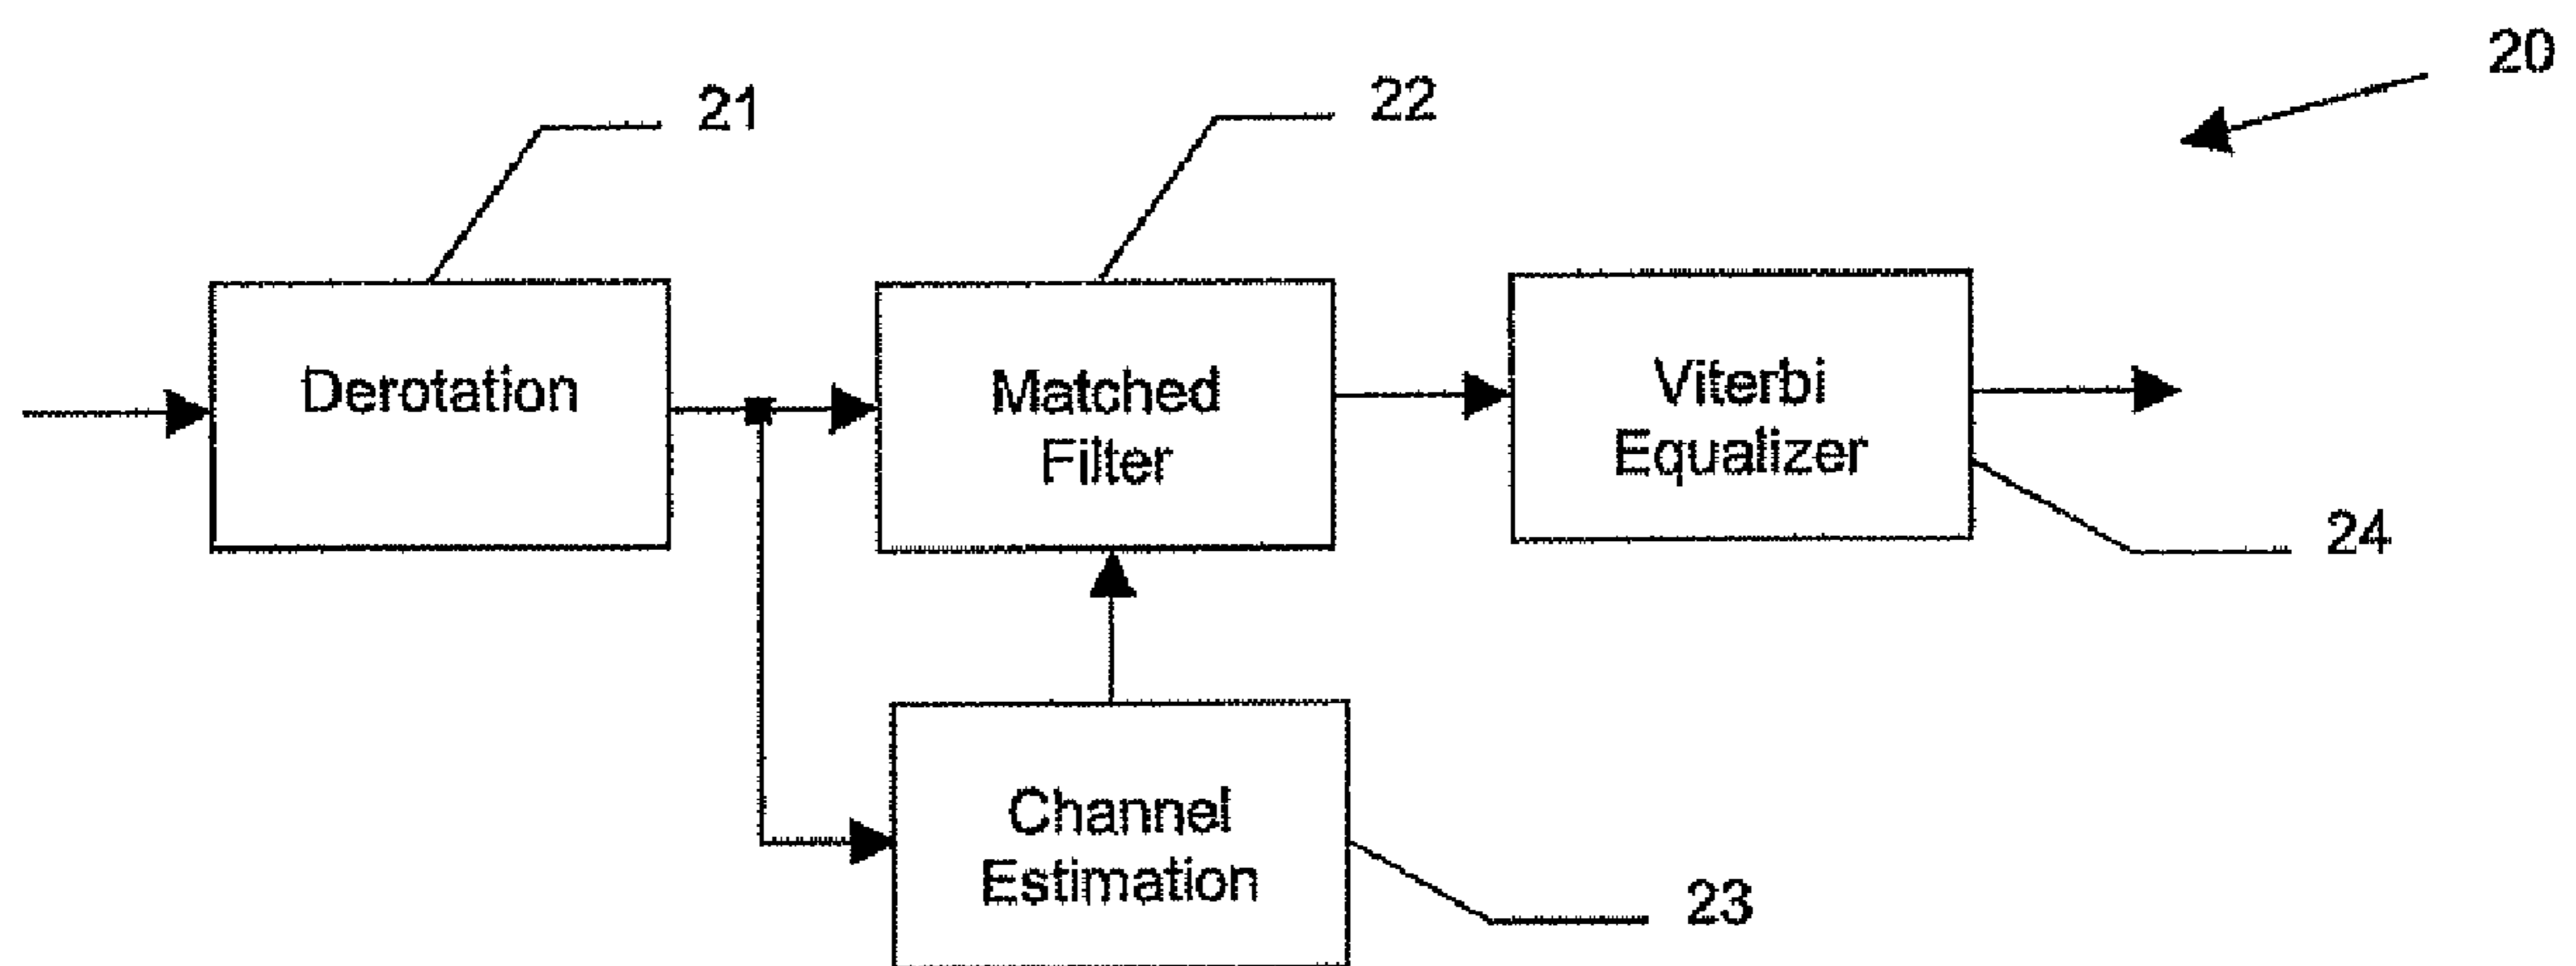 20
21
22
Derotation
Matched
Filter
Viterbi
Equalizer
24
Channel
Estimation
23